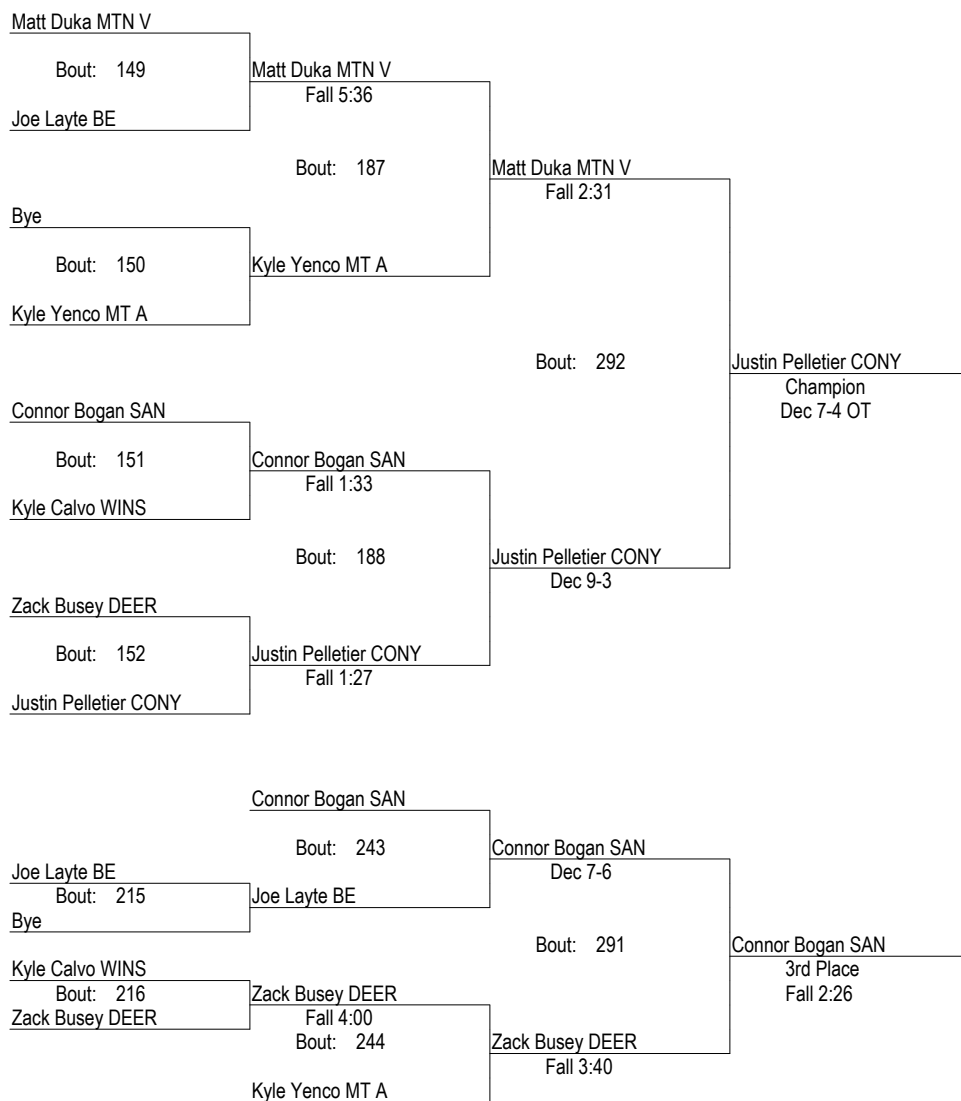 Matt Duka MTN V
Bout: 149
Matt Duka MTN V
Fall 5:36
Joe Layte BE
Bout: 187
Matt Duka MTN V
Fall 2:31
Bye
Bout: 150
Kyle Yenco MT A
Kyle Yenco MT A
Bout: 292
Justin Pelletier CONY
Champion
Dec 7-4 OT
Connor Bogan SAN
Bout: 151
Connor Bogan SAN
Fall 1:33
Kyle Calvo WINS
Bout: 188
Justin Pelletier CONY
Dec 9-3
Zack Busey DEER
Bout: 152
Justin Pelletier CONY
Fall 1:27
Justin Pelletier CONY
Connor Bogan SAN
Bout: 243
Connor Bogan SAN
Dec 7-6
Joe Layte BE
Bout: 215
Joe Layte BE
Bye
Bout: 291
Connor Bogan SAN
3rd Place
Fall 2:26
Kyle Calvo WINS
Bout: 216
Zack Busey DEER
Zack Busey DEER
Fall 4:00
Bout: 244
Zack Busey DEER
Fall 3:40
Kyle Yenco MT A